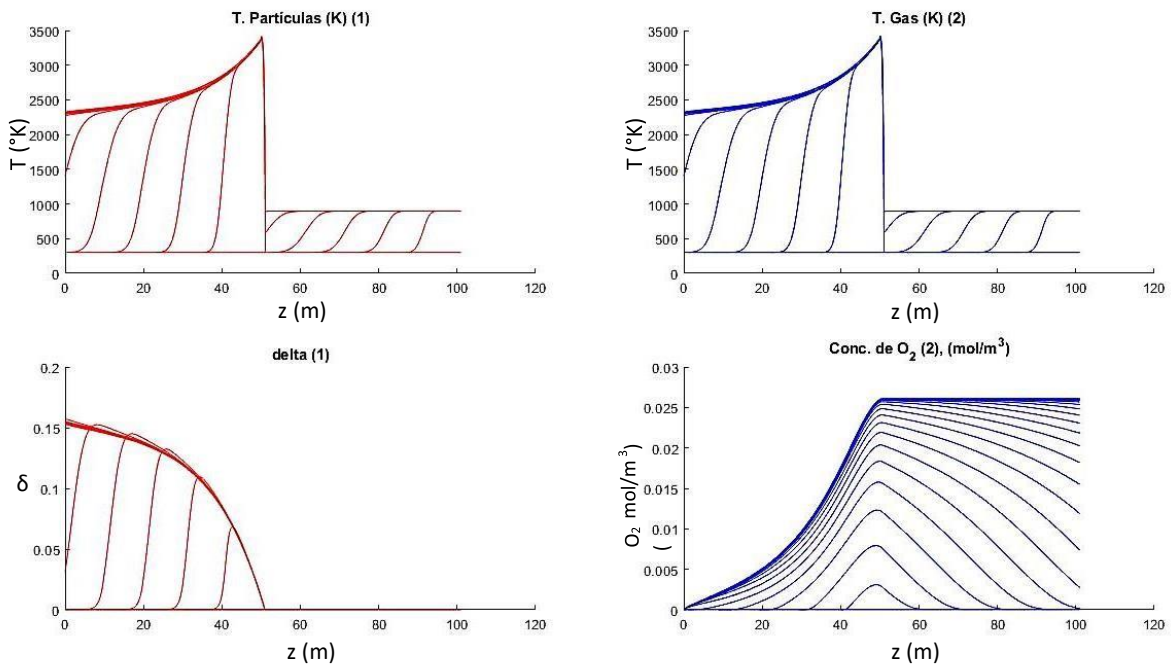 T. Partículas (K) (1)
3500
3000
2500
2000
1500
1000
500
0
T (°K)
0 20 40 60 80 100 120
z (m)
T. Gas (K) (2)
3500
3000
2500
2000
1500
1000
500
0
T (°K)
0 20 40 60 80 100 120
z (m)
delta (1)
0.2
0.15
0.1
0.05
0
δ
0 20 40 60 80 100 120
z (m)
Conc. de O₂ (2), (mol/m³)
0.03
0.025
0.02
0.015
0.01
0.005
0
O₂ mol/m³)
(
0 20 40 60 80 100 120
z (m)